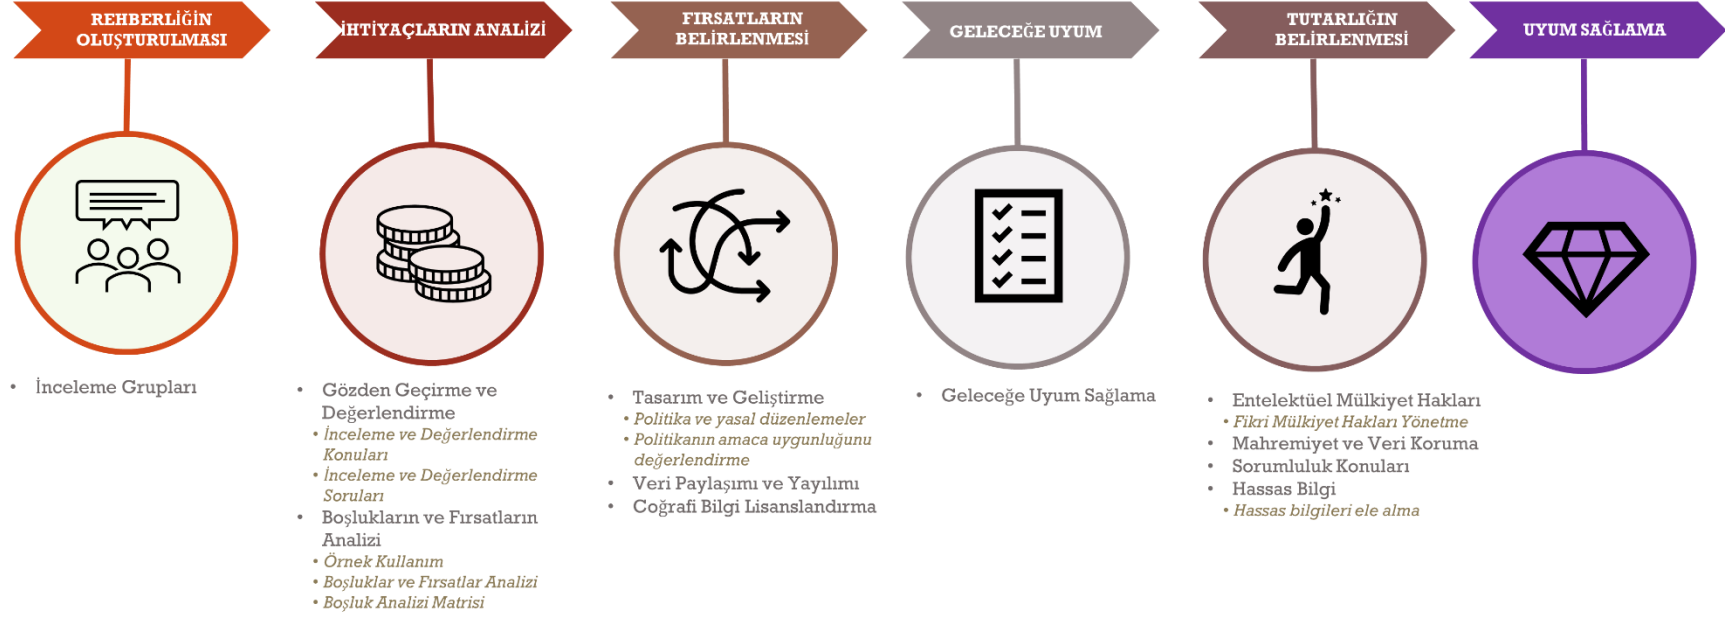 REHBERLİĞİN
OLUŞTURULMASI
İHTİYAÇLARIN ANALİZİ
FIRSATLARIN
BELİRLENMESİ
GELECEĞE UYUM
TUTARLIĞIN
BELİRLENMESİ
UYUM SAĞLAMA
• İnceleme Grupları
• Gözden Geçirme ve
Değerlendirme
• İnceleme ve Değerlendirme
Konuları
• İnceleme ve Değerlendirme
Soruları
• Boşlukların ve Fırsatların
Analizi
• Örnek Kullanım
• Boşluklar ve Fırsatlar Analizi
• Boşluk Analizi Matrisi
• Tasarım ve Geliştirme
• Politika ve yasal düzenlemeler
• Politikanın amaca uygunluğunu
değerlendirme
• Veri Paylaşımı ve Yayılımı
• Coğrafi Bilgi Lisanslandırma
• Geleceğe Uyum Sağlama
• Entelektüel Mülkiyet Hakları
• Fikri Mülkiyet Hakları Yönetme
• Mahremiyet ve Veri Koruma
• Sorumluluk Konuları
• Hassas Bilgi
• Hassas bilgileri ele alma